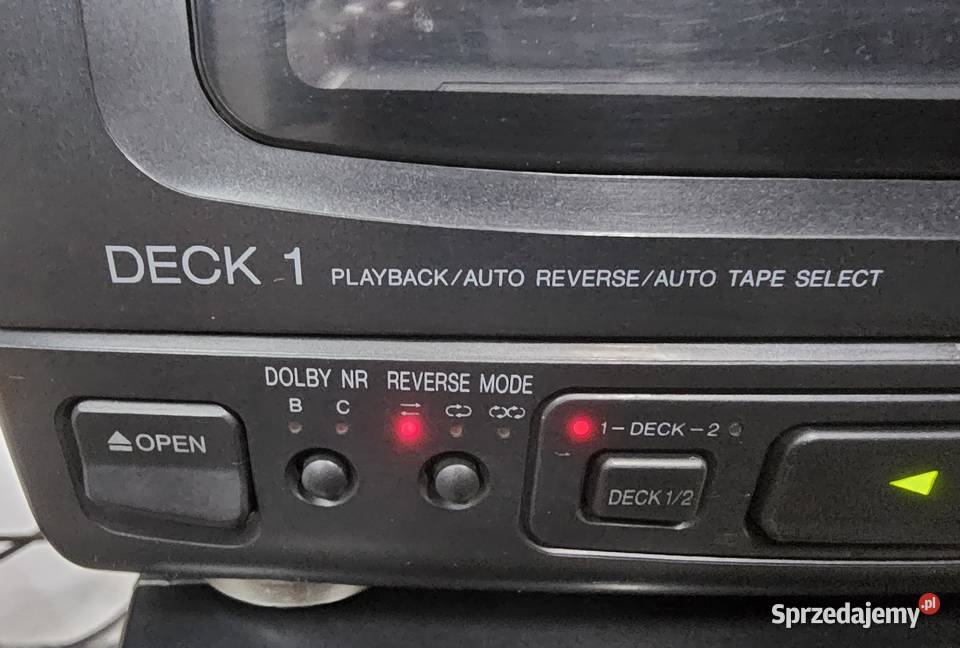 DECK 1 PLAYBACK/AUTO REVERSE/AUTO TAPE SELECT
DOLBY NR REVERSE MODE
B C
OPEN
1-DECK-2
DECK 1/2
Sprzedajemy.pl